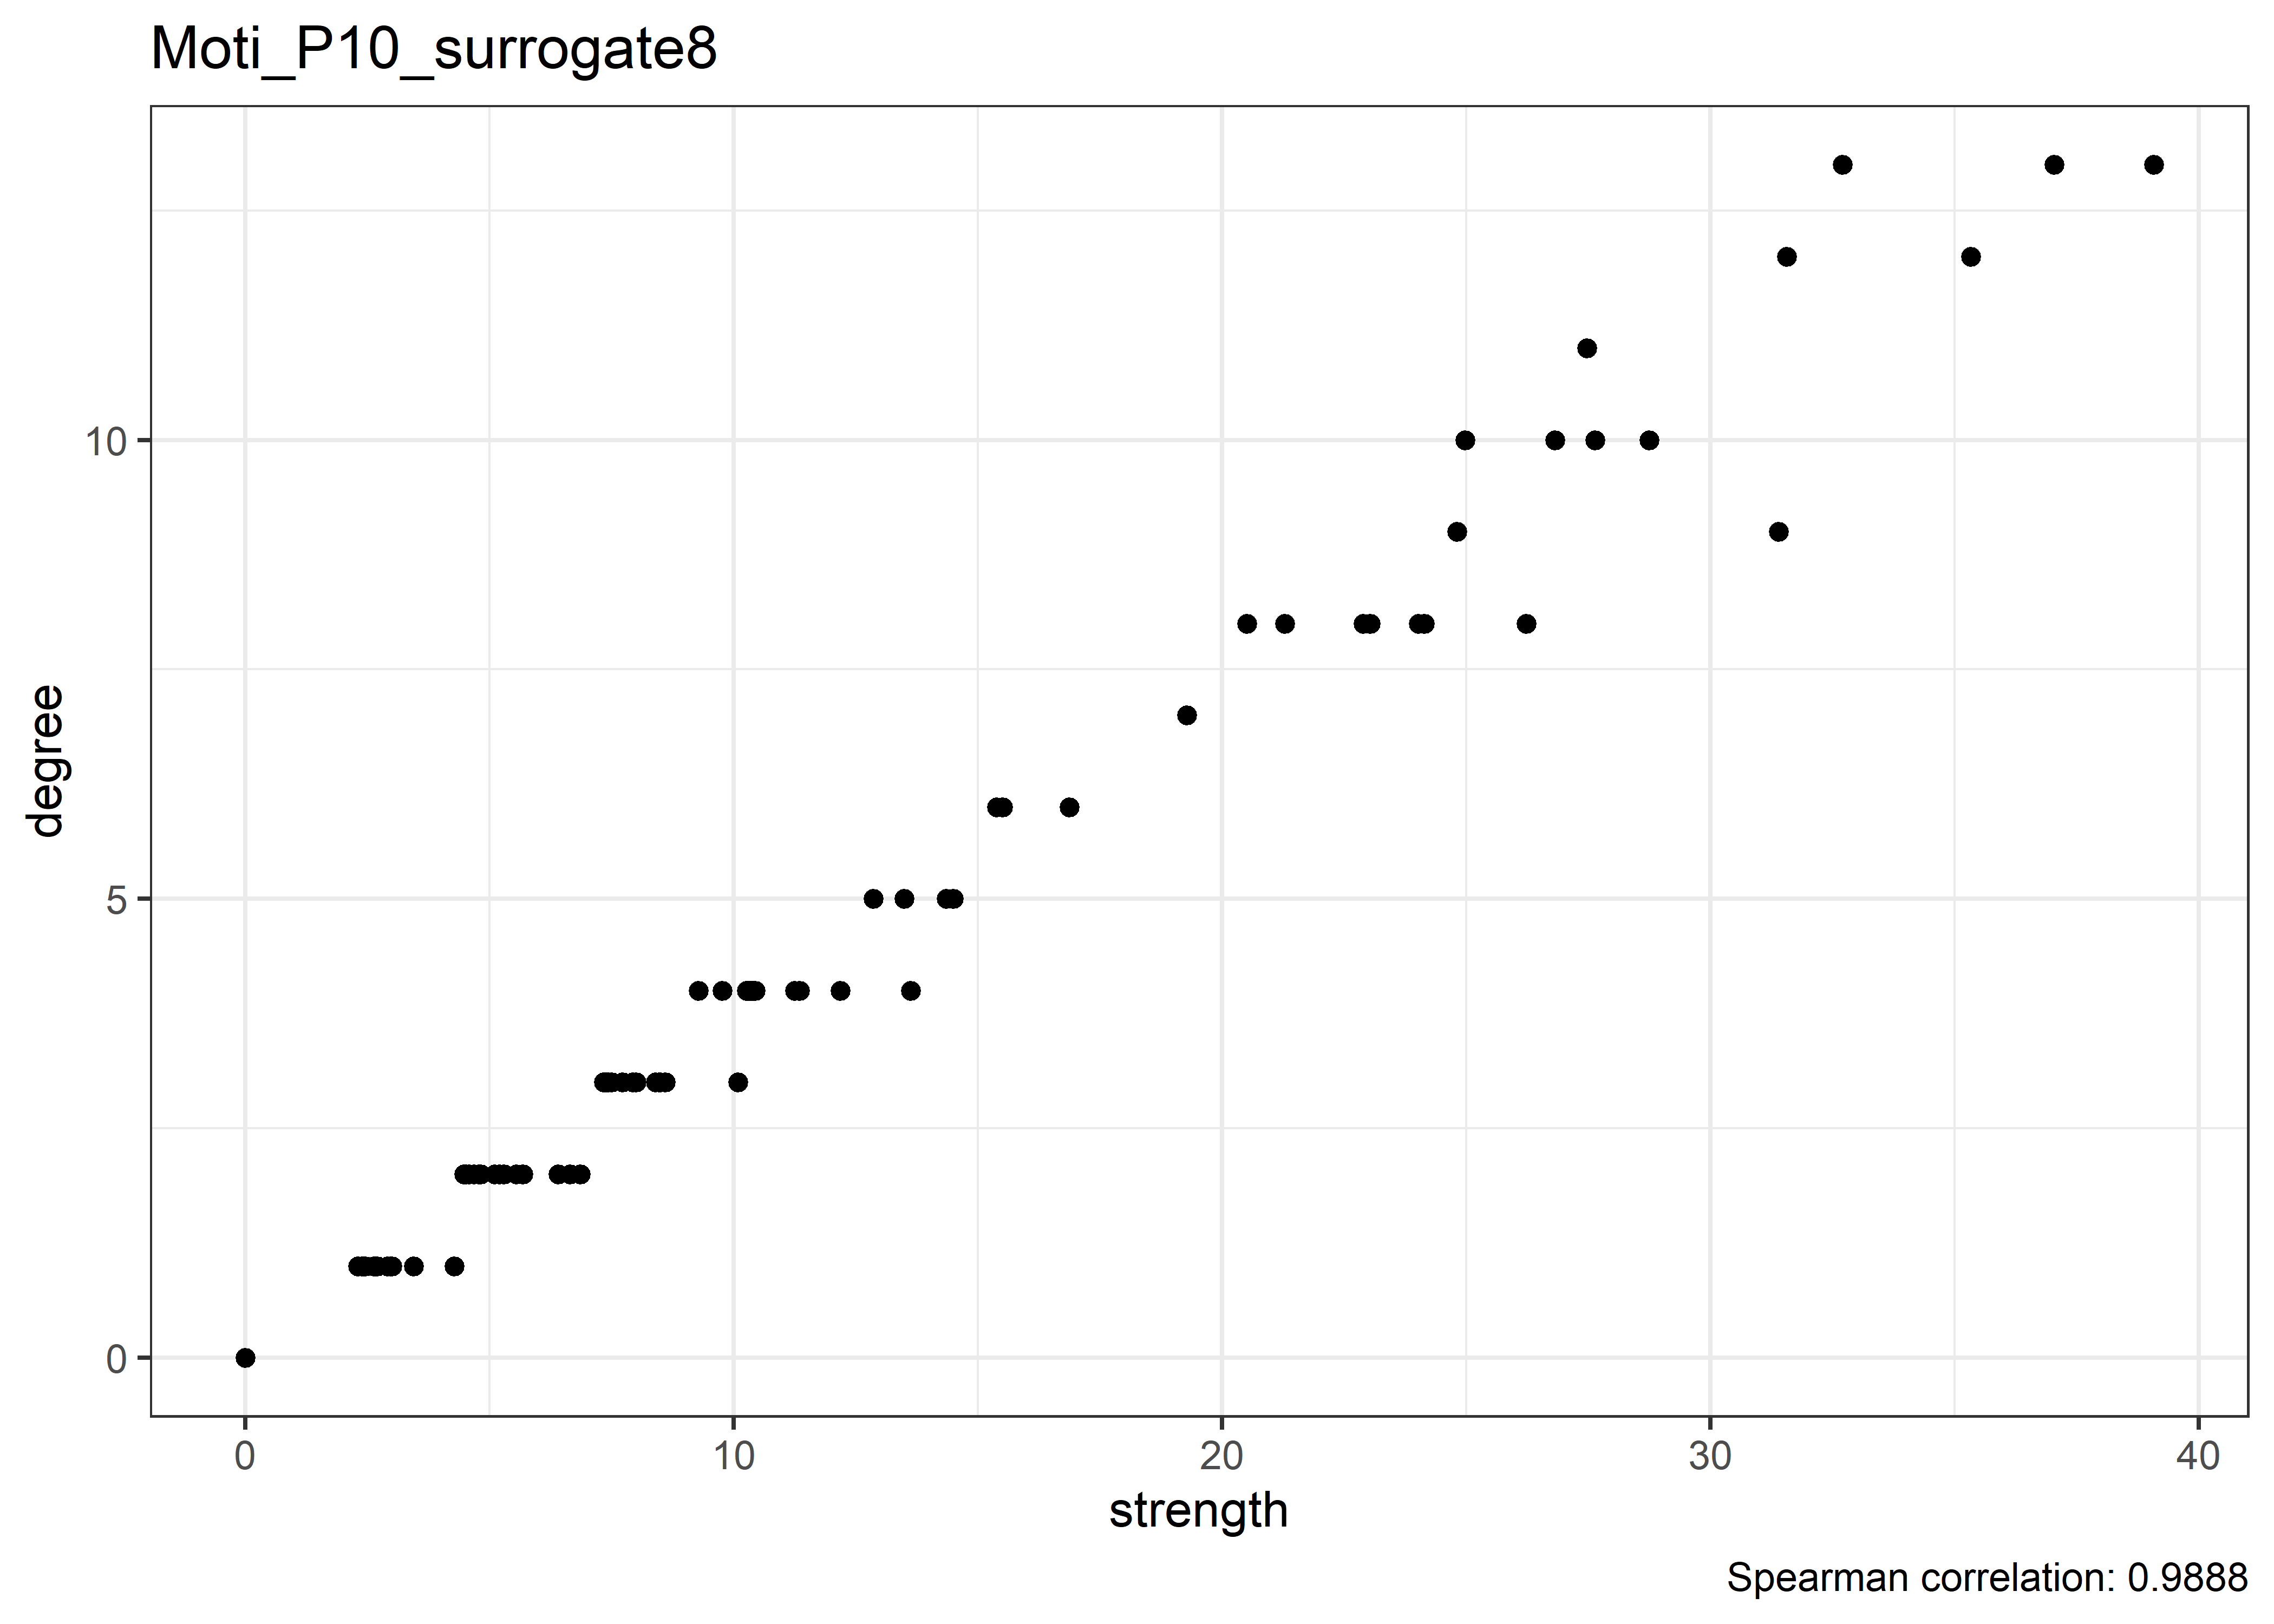 Moti_P10_surrogate8
degree
10
5
0
0 10 20 30 40
strength
Spearman correlation: 0.9888